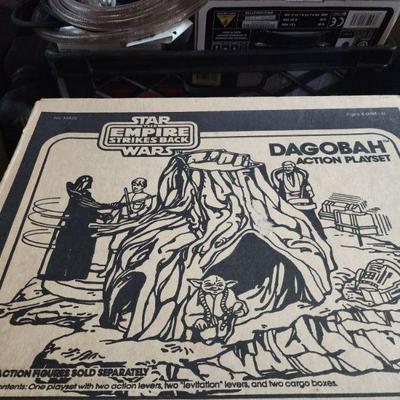 STAR
THE
EMPIRE
STRIKES BACK
WARS
DAGOBAH
ACTION PLAYSET
ACTION FIGURES SOLD SEPARATELY
Contents: One playset with two action levers, two "levitation" levers, and two cargo boxes.